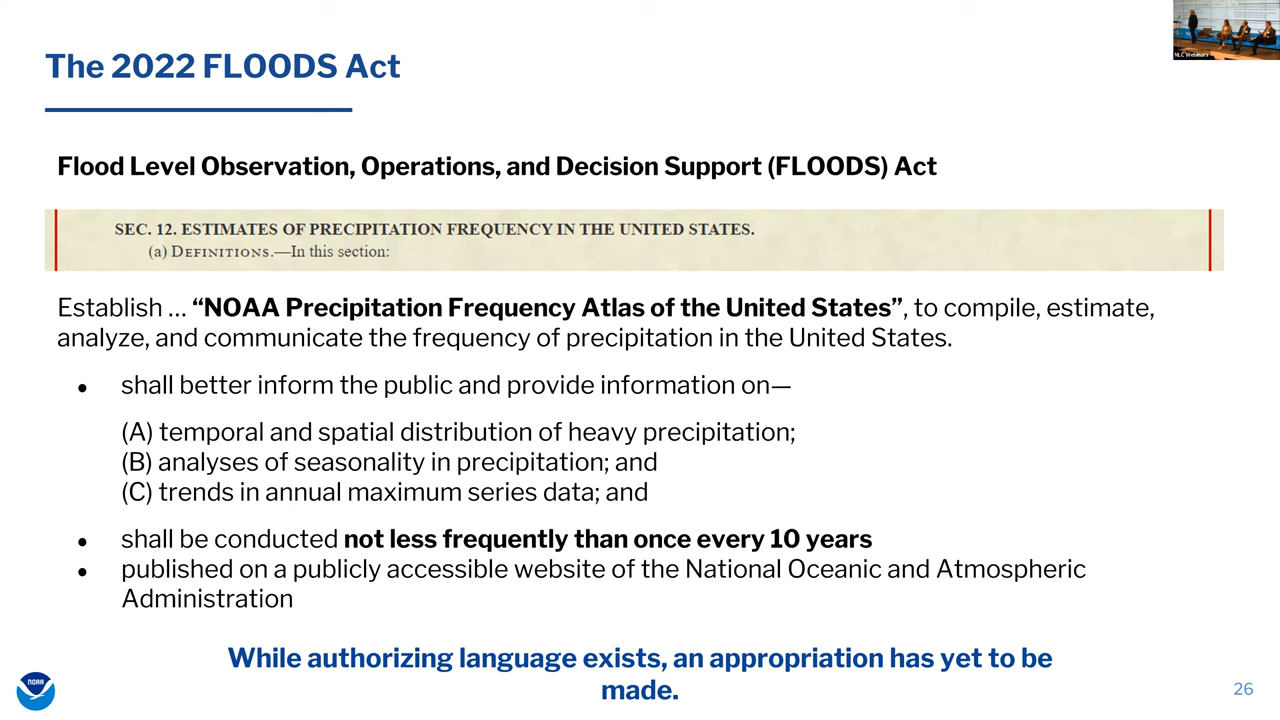 NLC Webinars
The 2022 FLOODS Act
Flood Level Observation, Operations, and Decision Support (FLOODS) Act
SEC. 12. ESTIMATES OF PRECIPITATION FREQUENCY IN THE UNITED STATES.
(a) DEFINITIONS.—In this section:
Establish ... “NOAA Precipitation Frequency Atlas of the United States”, to compile, estimate,
analyze, and communicate the frequency of precipitation in the United States.
● shall better inform the public and provide information on—
(A) temporal and spatial distribution of heavy precipitation;
(B) analyses of seasonality in precipitation; and
(C) trends in annual maximum series data; and
● shall be conducted not less frequently than once every 10 years
● published on a publicly accessible website of the National Oceanic and Atmospheric
Administration
While authorizing language exists, an appropriation has yet to be
made.
NOAA
26